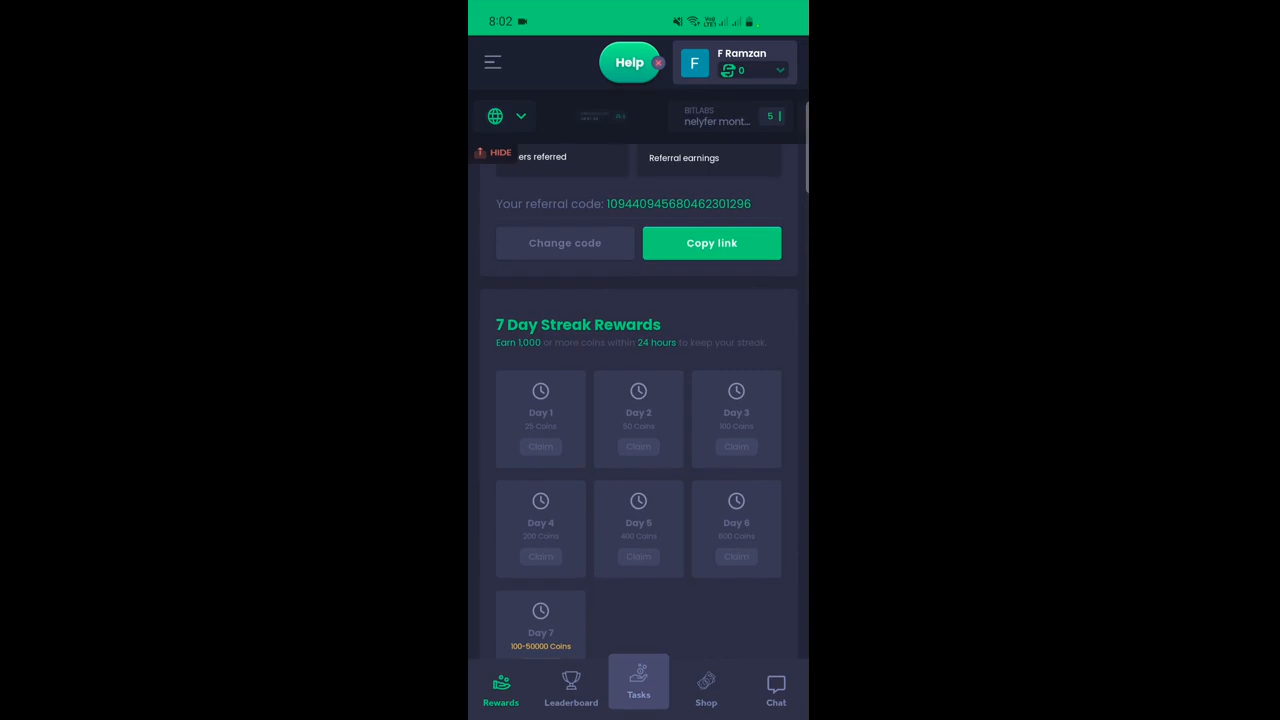 8:02
Vo)) LTE1
Help
F Ramzan
F
0
BITLABS
nelyfer mont...
5
HIDE
ers referred
Referral earnings
Your referral code: 109440945680462301296
Change code
Copy link
7 Day Streak Rewards
Earn 1,000 or more coins within 24 hours to keep your streak.
Day 1
Day 2
Day 3
25 Coins
50 Coins
100 Coins
Claim
Claim
Claim
Day 4
Day 5
Day 6
200 Coins
400 Coins
600 Coins
Claim
Claim
Claim
Day 7
100-50000 Coins
Rewards
Leaderboard
Tasks
Shop
Chat